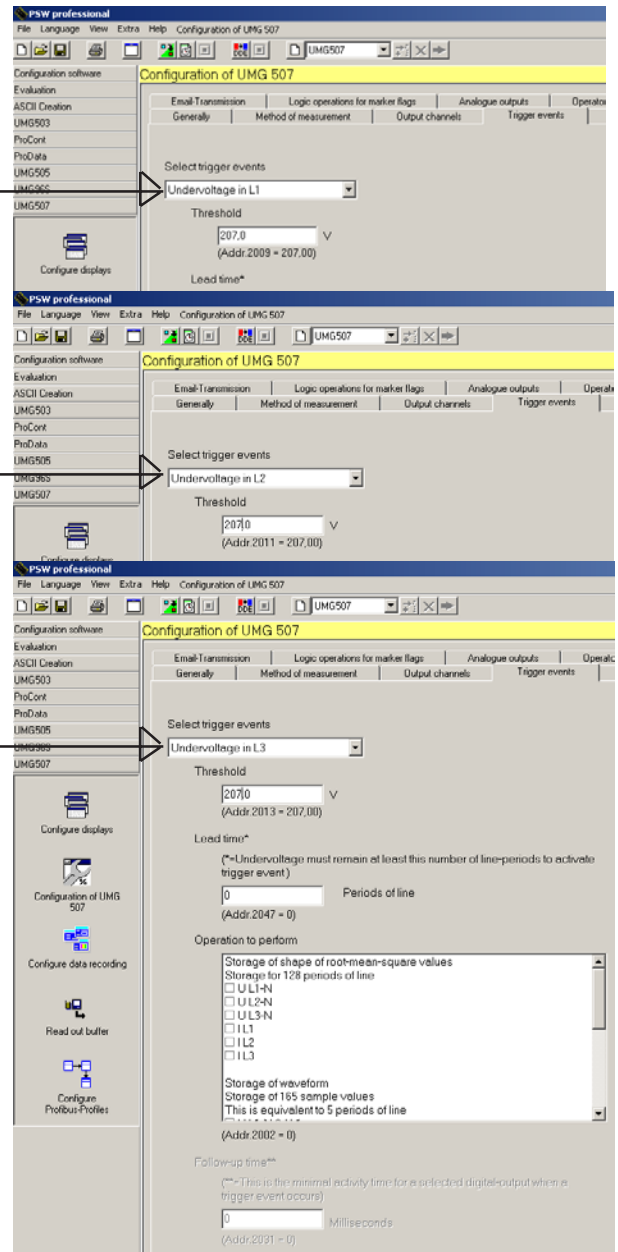 PSW professional
File Language View Extra Help Configuration of UMG 507
DDE UMG507
Configuration software
Configuration of UMG 507
Evaluation
ASCII Creation
UMG503
ProCont
ProData
UMG505
UMG96S
UMG507
Configure displays
Email-Transmission Logic operations for marker flags Analogue outputs Operator
Generally Method of measurement Output channels Trigger events
Select trigger events
Undervoltage in L1
Threshold
207,0 V
(Addr.2009 = 207.00)
Lead time*
PSW professional
File Language View Extra Help Configuration of UMG 507
DDE UMG507
Configuration software
Configuration of UMG 507
Evaluation
ASCII Creation
UMG503
ProCont
ProData
UMG505
UMG96S
UMG507
Configure displays
Email-Transmission Logic operations for marker flags Analogue outputs Operato
Generally Method of measurement Output channels Trigger events
Select trigger events
Undervoltage in L2
Threshold
207,0 V
(Addr.2011 = 207,00)
PSW professional
File Language View Extra Help Configuration of UMG 507
DDE UMG507
Configuration software
Configuration of UMG 507
Evaluation
ASCII Creation
UMG503
ProCont
ProData
UMG505
UMG96S
UMG507
Configure displays
Configuration of UMG
507
Configure data recording
Read out buffer
Configure
Profibus-Profiles
Email-Transmission Logic operations for marker flags Analogue outputs Operato
Generally Method of measurement Output channels Trigger events
Select trigger events
Undervoltage in L3
Threshold
207,0 V
(Addr.2013 = 207,00)
Lead time*
(*=Undervoltage must remain at least this number of line-periods to activate
trigger event)
0 Periods of line
(Addr.2047 = 0)
Operation to perform
Storage of shape of root-mean-square values
Storage for 128 periods of line
U L1-N
U L2-N
U L3-N
I L1
I L2
I L3
Storage of waveform
Storage of 165 sample values
This is equivalent to 5 periods of line
(Addr.2002 = 0)
Follow-up time**
(**=This is the minimal activity time for a selected digital-output when a
trigger event occurs)
0 Milliseconds
(Addr.2031 = 0)